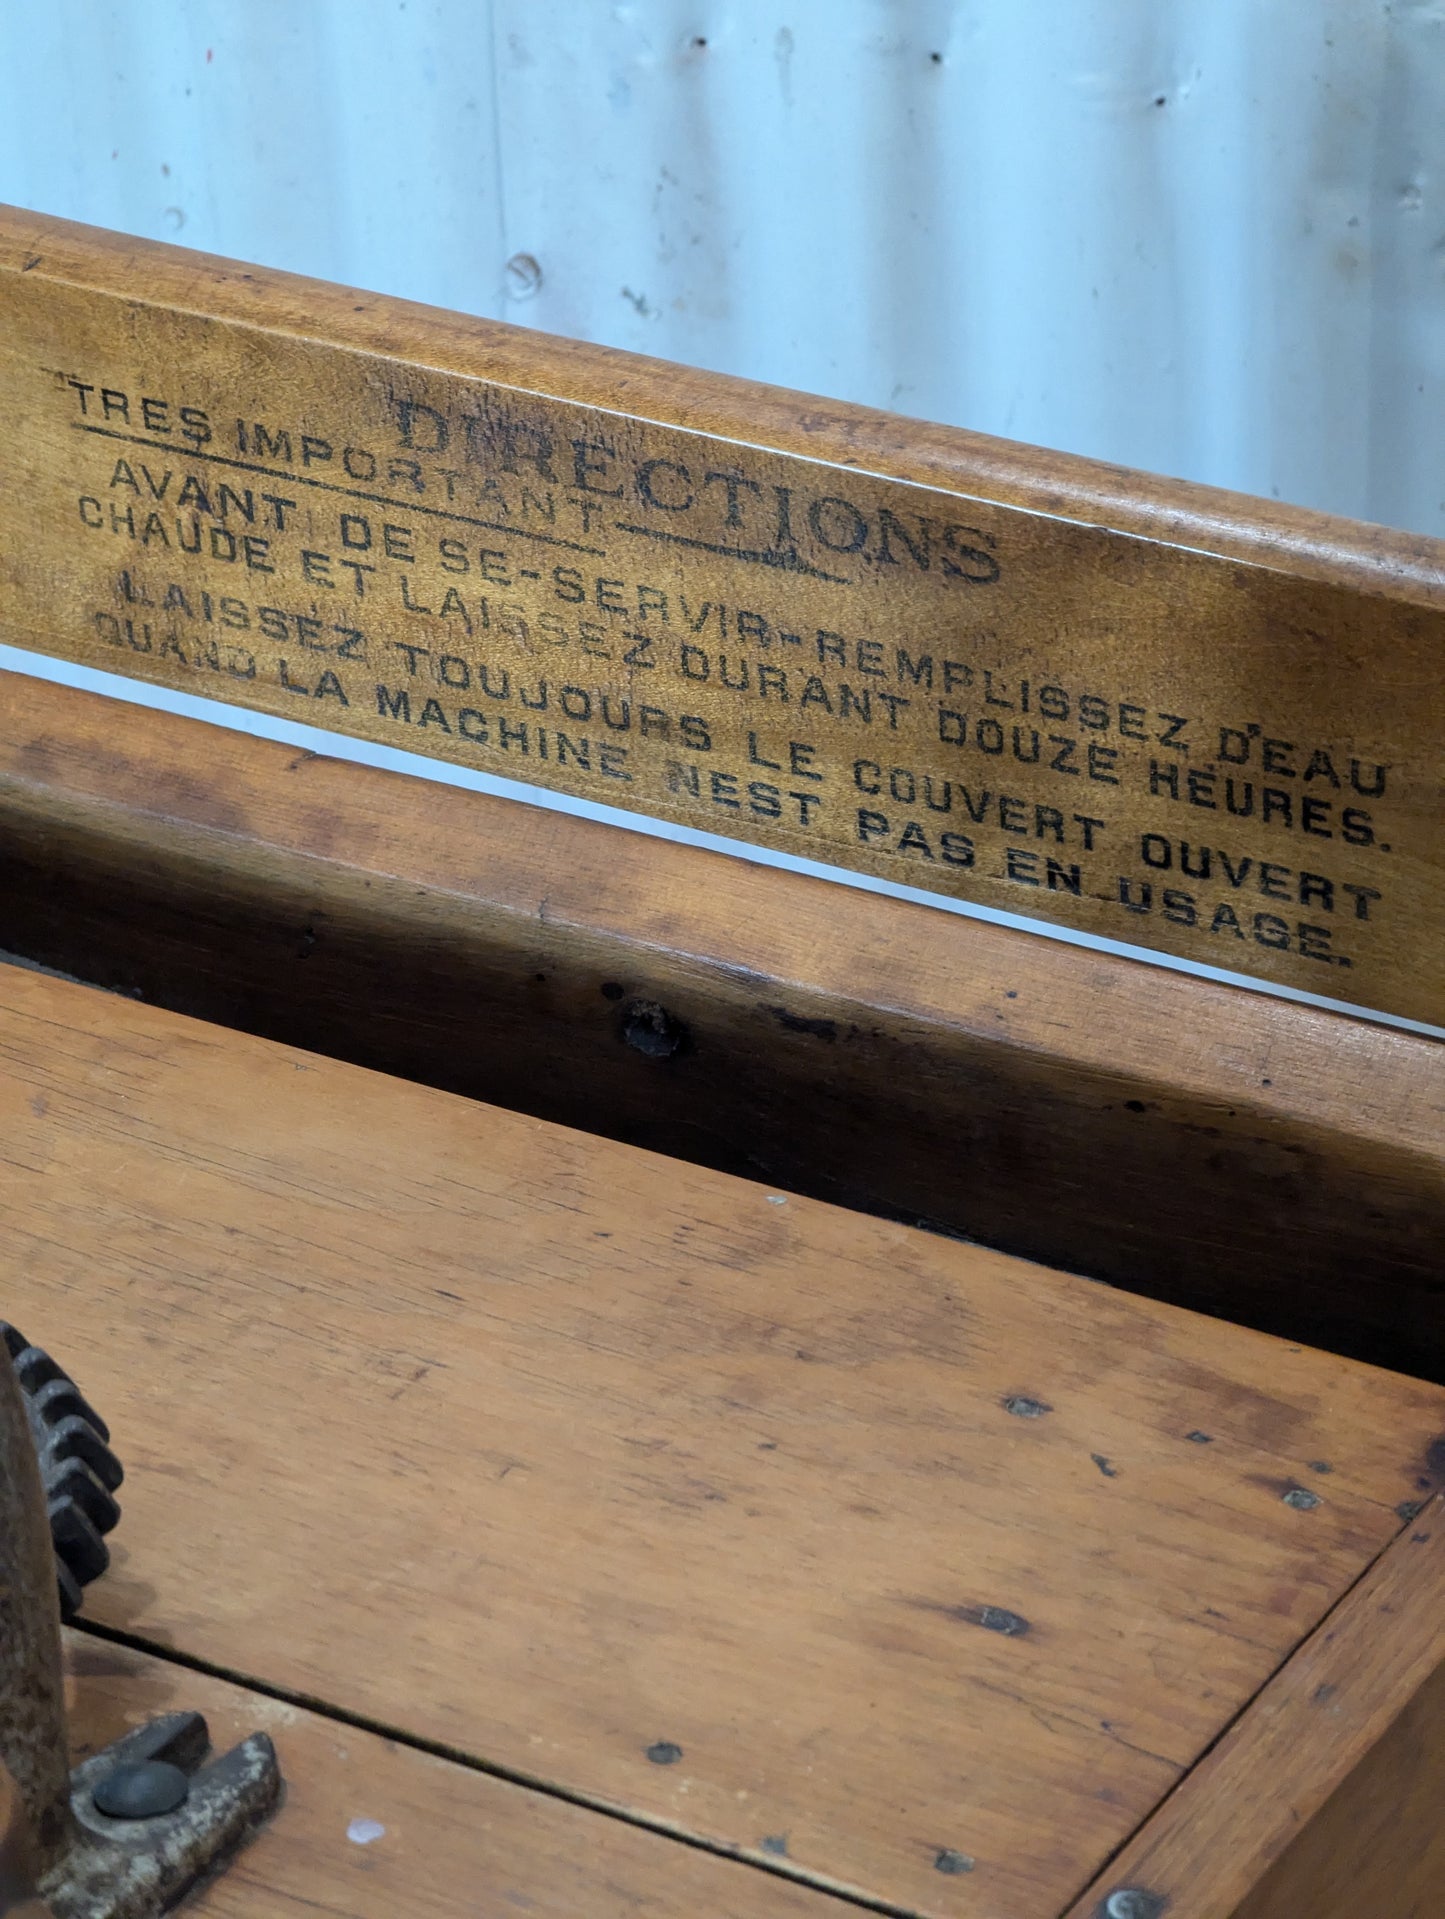 DIRECTIONS
TRES IMPORTANT
AVANT DE SE-SERVIR-REMPLISSEZ D'EAU
CHAUDE ET LAISSEZ DURANT DOUZE HEURES.
LAISSEZ TOUJOURS LE COUVERT OUVERT
QUAND LA MACHINE NEST PAS EN USAGE.